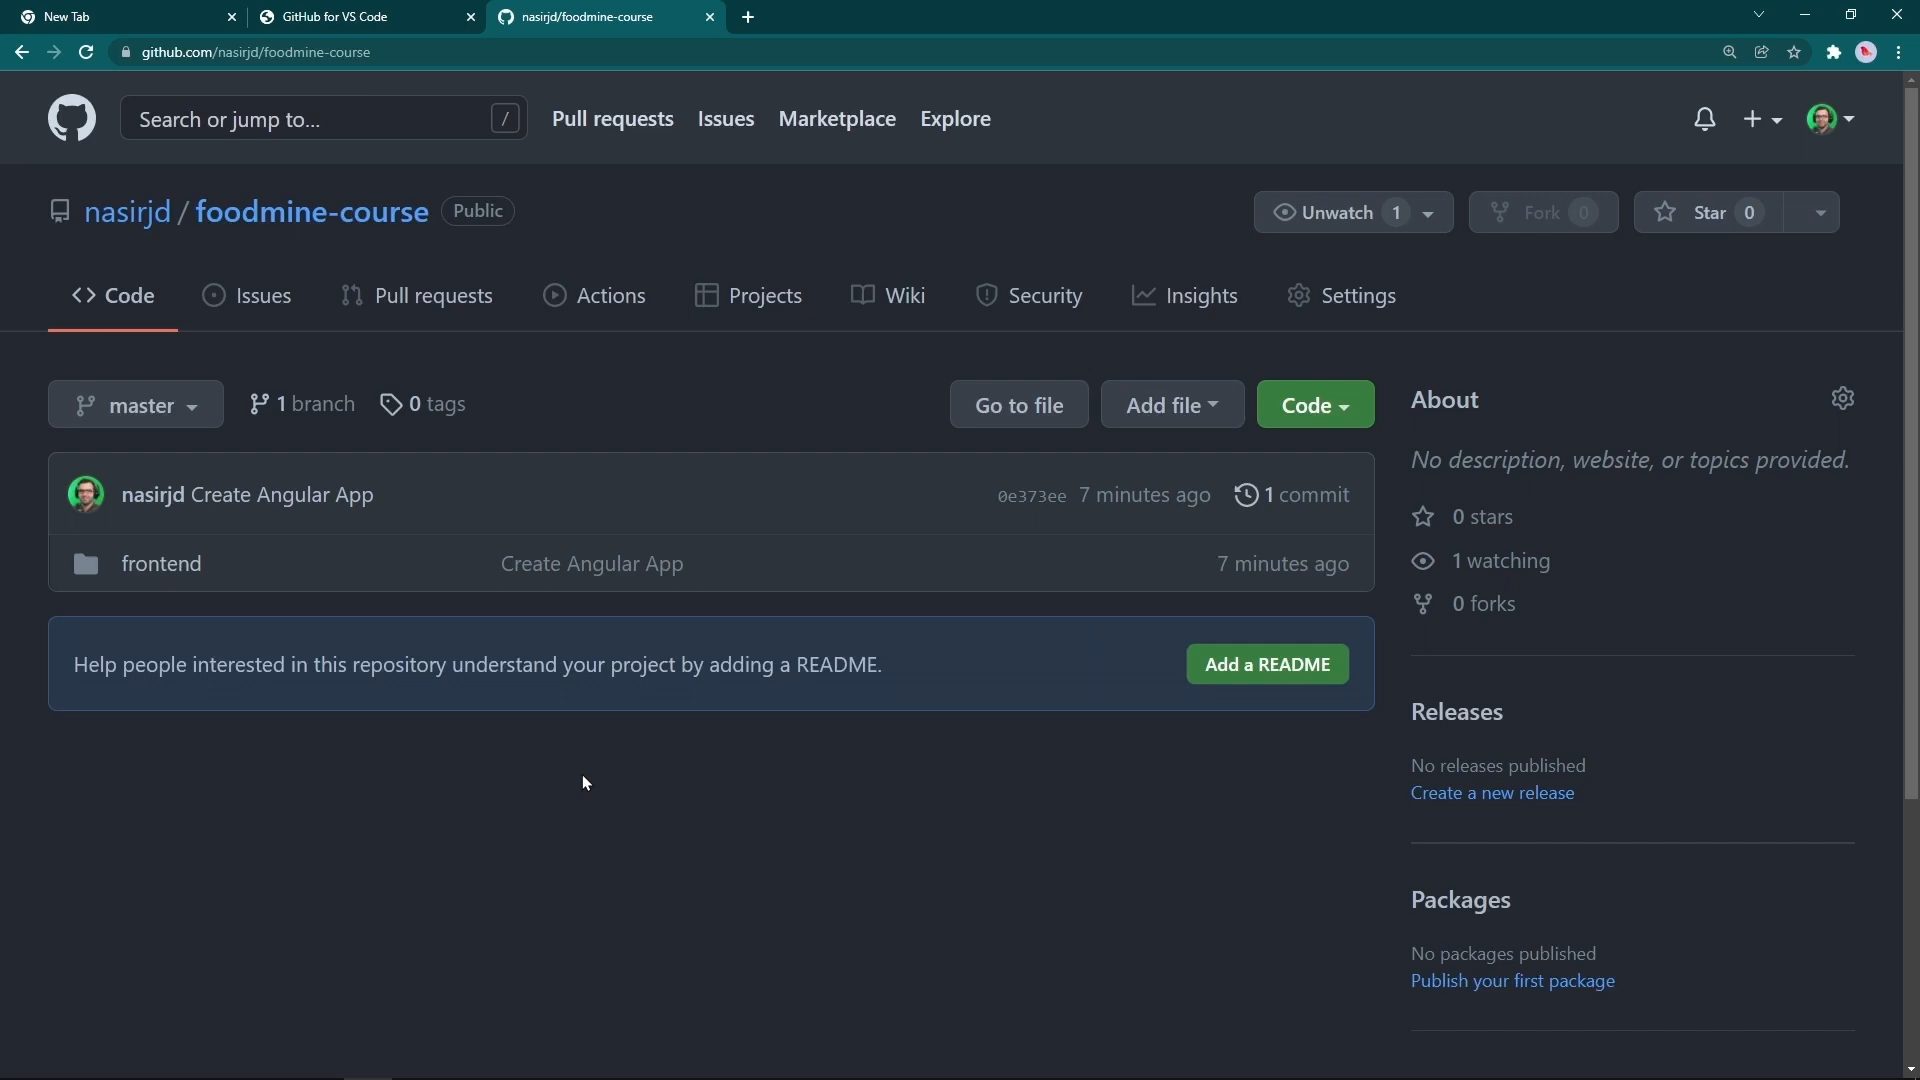 New Tab
GitHub for VS Code
nasirjd/foodmine-course
github.com/nasirjd/foodmine-course
Search or jump to...
/
Pull requests
Issues
Marketplace
Explore
nasirjd / foodmine-course
Public
Unwatch 1
Fork 0
Star 0
Code
Issues
Pull requests
Actions
Projects
Wiki
Security
Insights
Settings
master
1 branch
0 tags
Go to file
Add file
Code
nasirjd Create Angular App
0e373ee 7 minutes ago
1 commit
frontend
Create Angular App
7 minutes ago
Help people interested in this repository understand your project by adding a README.
Add a README
About
No description, website, or topics provided.
0 stars
1 watching
0 forks
Releases
No releases published
Create a new release
Packages
No packages published
Publish your first package